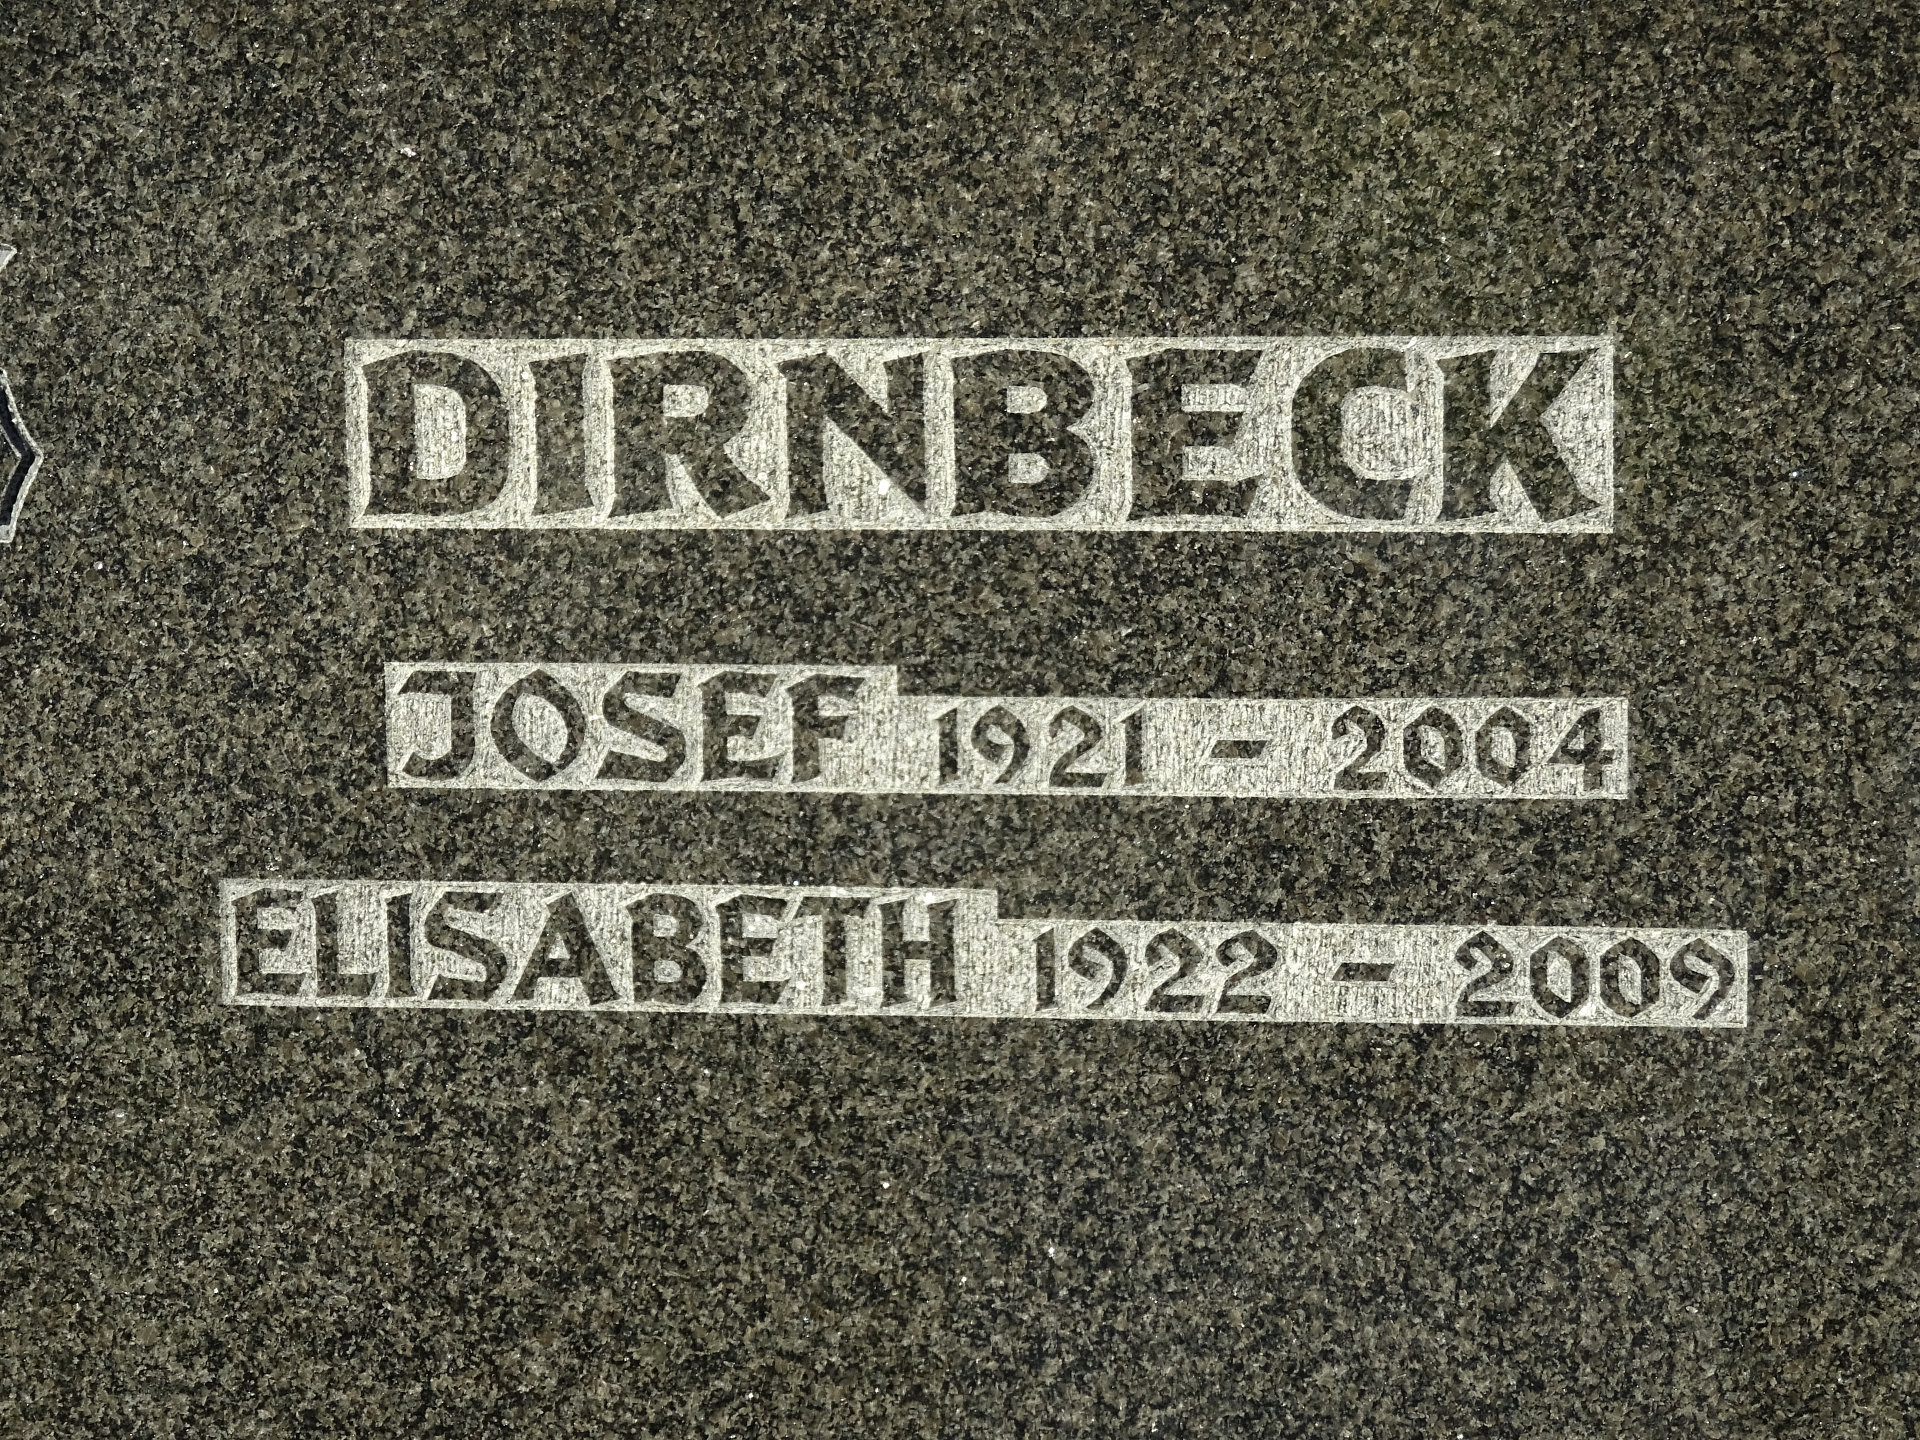 DIRNBECK
JOSEF 1921 - 2004
ELISABETH 1922 - 2009